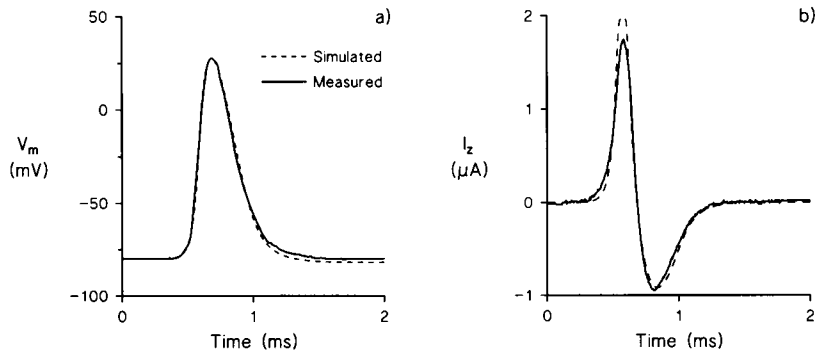 a)
50
0
-50
-100
V_m
(mV)
Simulated
Measured
0
1
2
Time (ms)
b)
2
1
0
-1
I_z
(μA)
0
1
2
Time (ms)